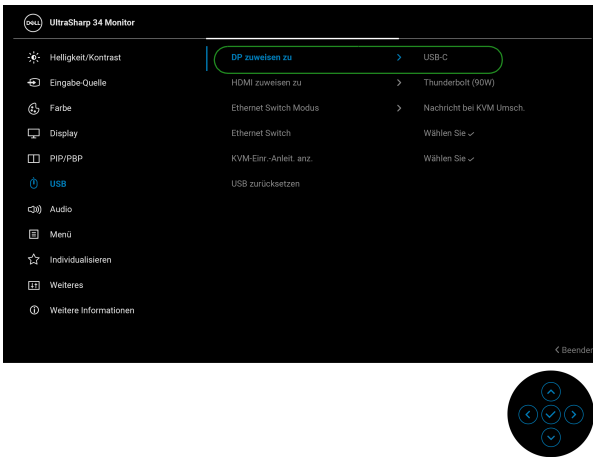 DELL UltraSharp 34 Monitor
Helligkeit/Kontrast DP zuweisen zu USB-C
Eingabe-Quelle HDMI zuweisen zu Thunderbolt (90W)
Farbe Ethernet Switch Modus Nachricht bei KVM Umsch.
Display Ethernet Switch Wählen Sie ✓
PIP/PBP KVM-Einr.-Anleit. anz. Wählen Sie ✓
USB USB zurücksetzen
Audio
Menü
Individualisieren
Weiteres
Weitere Informationen
Beenden